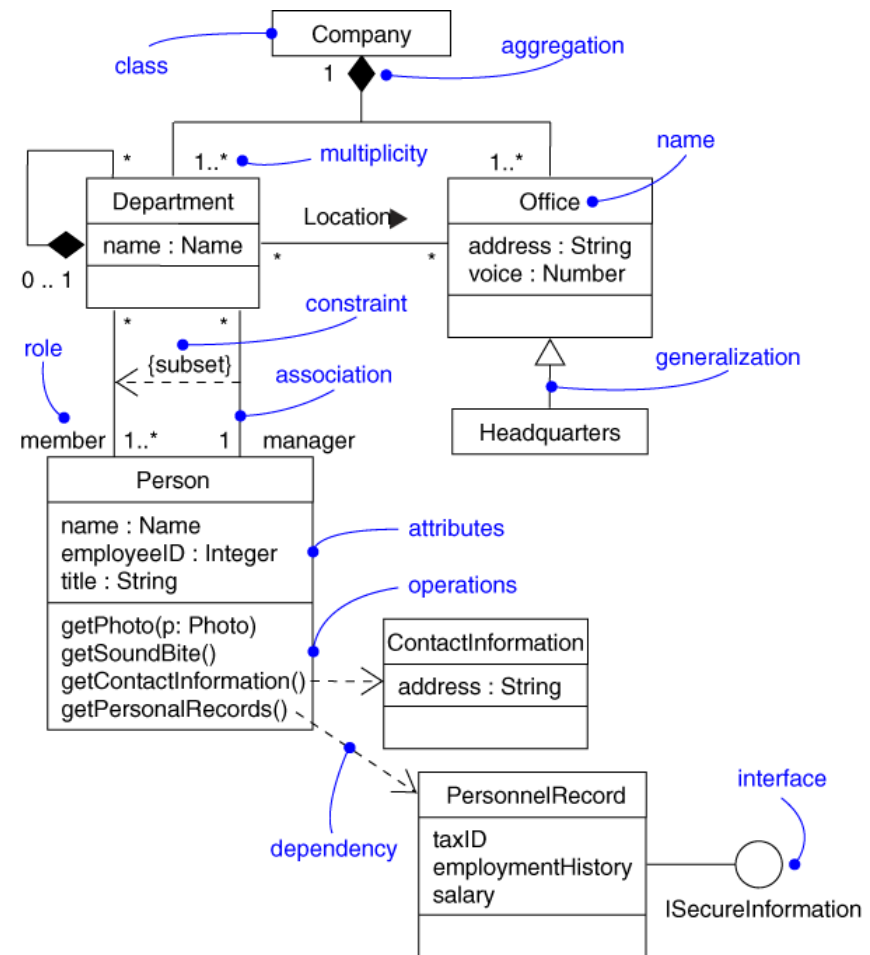 Company
class
1
aggregation
*
1..*
multiplicity
1..*
name
Department
name : Name
0 .. 1
Location
*
*
Office
address : String
voice : Number
*
*
constraint
{subset}
role
association
generalization
member
1..*
1
manager
Headquarters
Person
name : Name
employeeID : Integer
title : String
attributes
operations
getPhoto(p: Photo)
getSoundBite()
getContactInformation()
getPersonalRecords()
ContactInformation
address : String
dependency
PersonnelRecord
taxID
employmentHistory
salary
interface
ISecureInformation